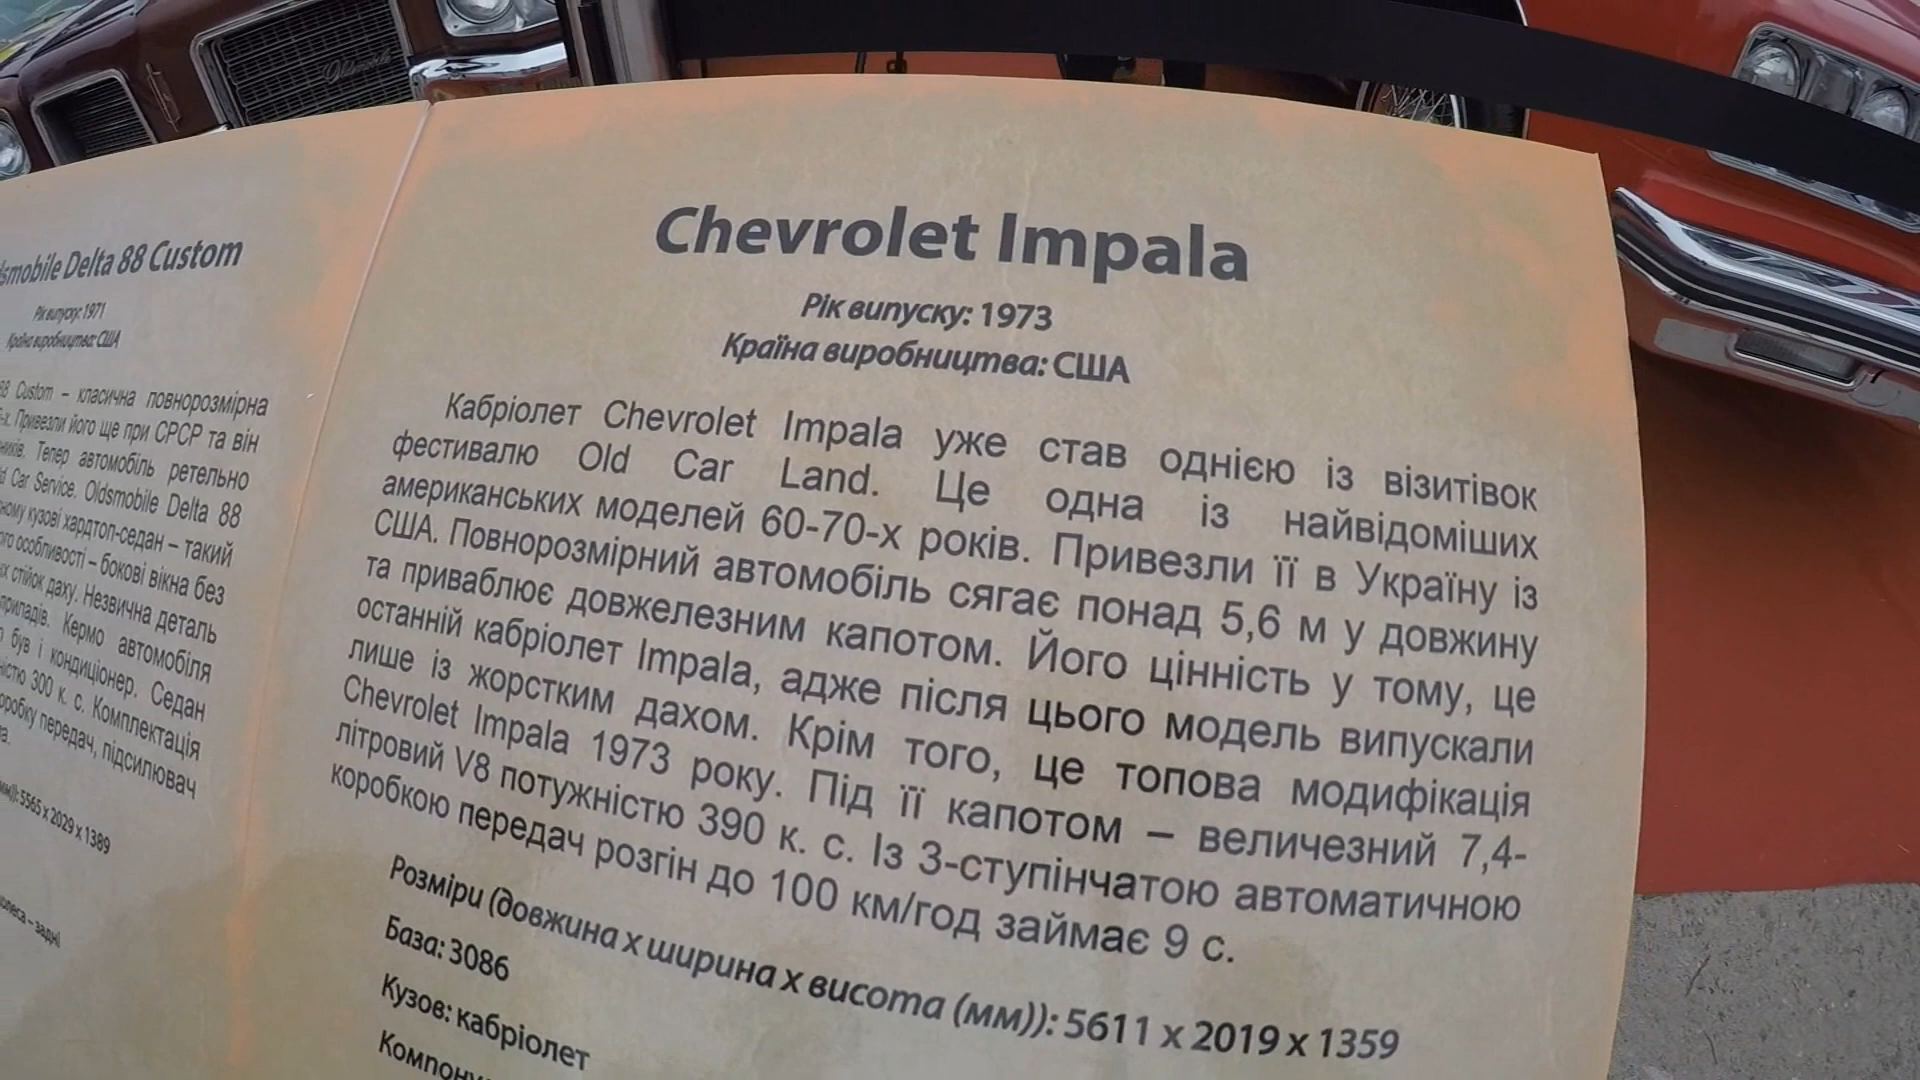 Oldsmobile
smobile Delta 88 Custom
Рік випуску: 1971
Країна виробництва: США
88 Custom – класична повнорозмірна
Привезли його ще при СРСР та він
Тепер автомобіль ретельно
Car Service. Oldsmobile Delta 88
кузові хардтоп-седан – такий
особливості – бокові вікна без
стійок даху. Незвична деталь
приладів. Кермо автомобіля
був і кондиціонер. Седан
300 к. с. Комплектація
коробку передач, підсилювач
5565 x 2029 x 1389
колеса – задні
Chevrolet Impala
Рік випуску: 1973
Країна виробництва: США
Кабріолет Chevrolet Impala уже став однією із візитівок
фестивалю Old Car Land. Це одна із найвідоміших
американських моделей 60-70-х років. Привезли її в Україну із
США. Повнорозмірний автомобіль сягає понад 5,6 м у довжину
та приваблює довжелезним капотом. Його цінність у тому, це
останній кабріолет Impala, адже після цього модель випускали
лише із жорстким дахом. Крім того, це топова модифікація
Chevrolet Impala 1973 року. Під її капотом – величезний 7,4-
літровий V8 потужністю 390 к. с. Із 3-ступінчатою автоматичною
коробкою передач розгін до 100 км/год займає 9 с.
Розміри (довжина х ширина х висота (мм)): 5611 x 2019 x 1359
База: 3086
Кузов: кабріолет